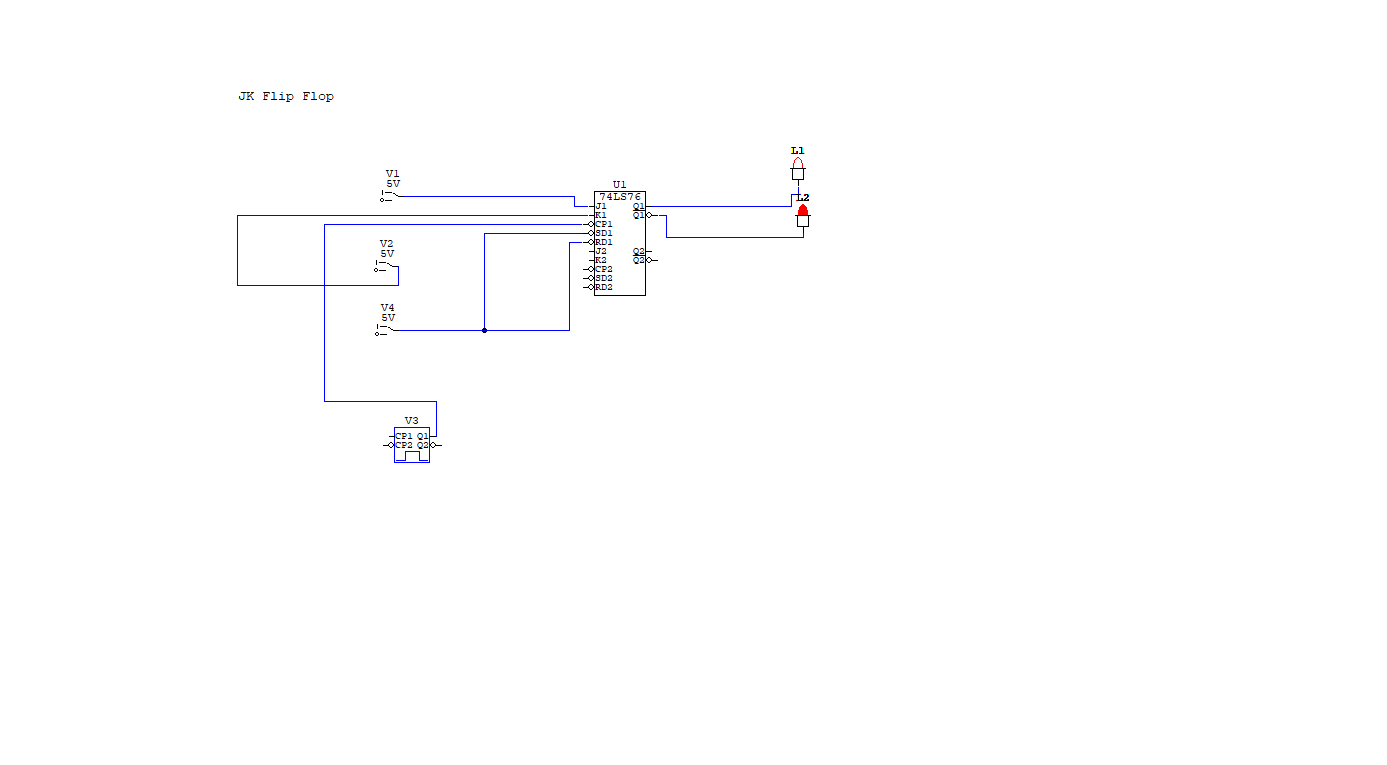 JK Flip Flop
L1
V1
5V
U1
74LS76
L2
J1 Q1
K1 Q1
CP1
SD1
RD1
V2
5V
J2 Q2
K2 Q2
CP2
SD2
RD2
V4
5V
V3
CP1 Q1
CP2 Q2